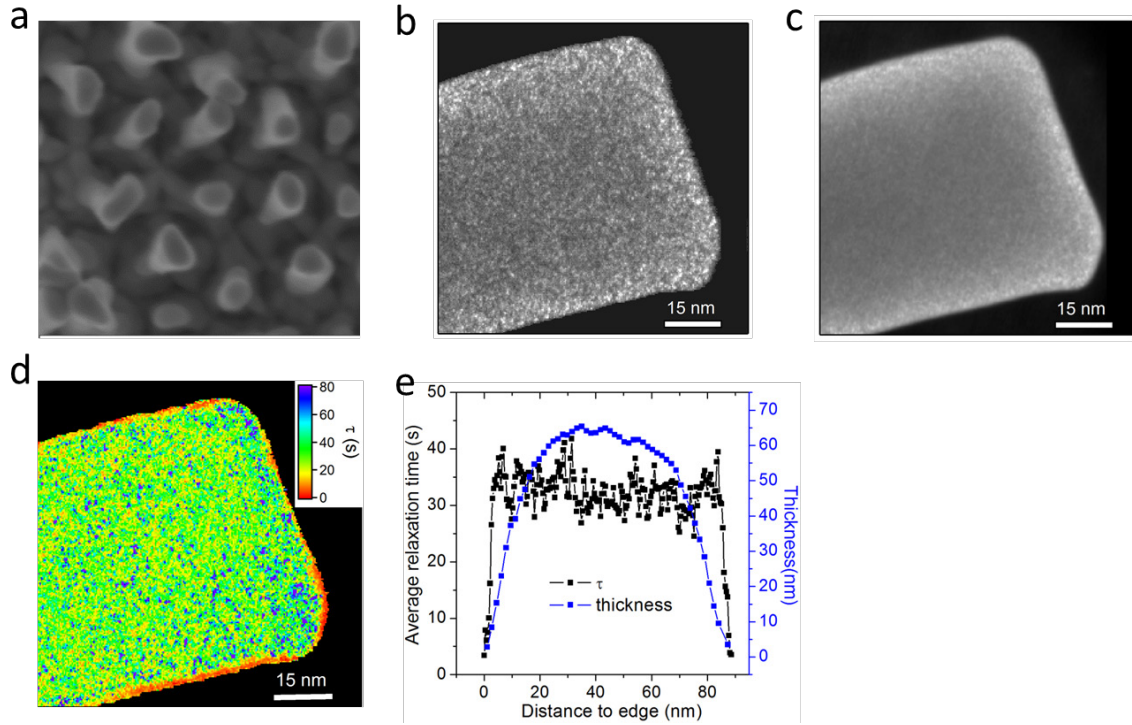 a
b
c
15 nm
15 nm
d
80
60
40
20
0
τ (s)
15 nm
e
50
40
30
20
10
0
Average relaxation time (s)
70
60
50
40
30
20
10
0
Thickness(nm)
τ
thickness
0 20 40 60 80
Distance to edge (nm)